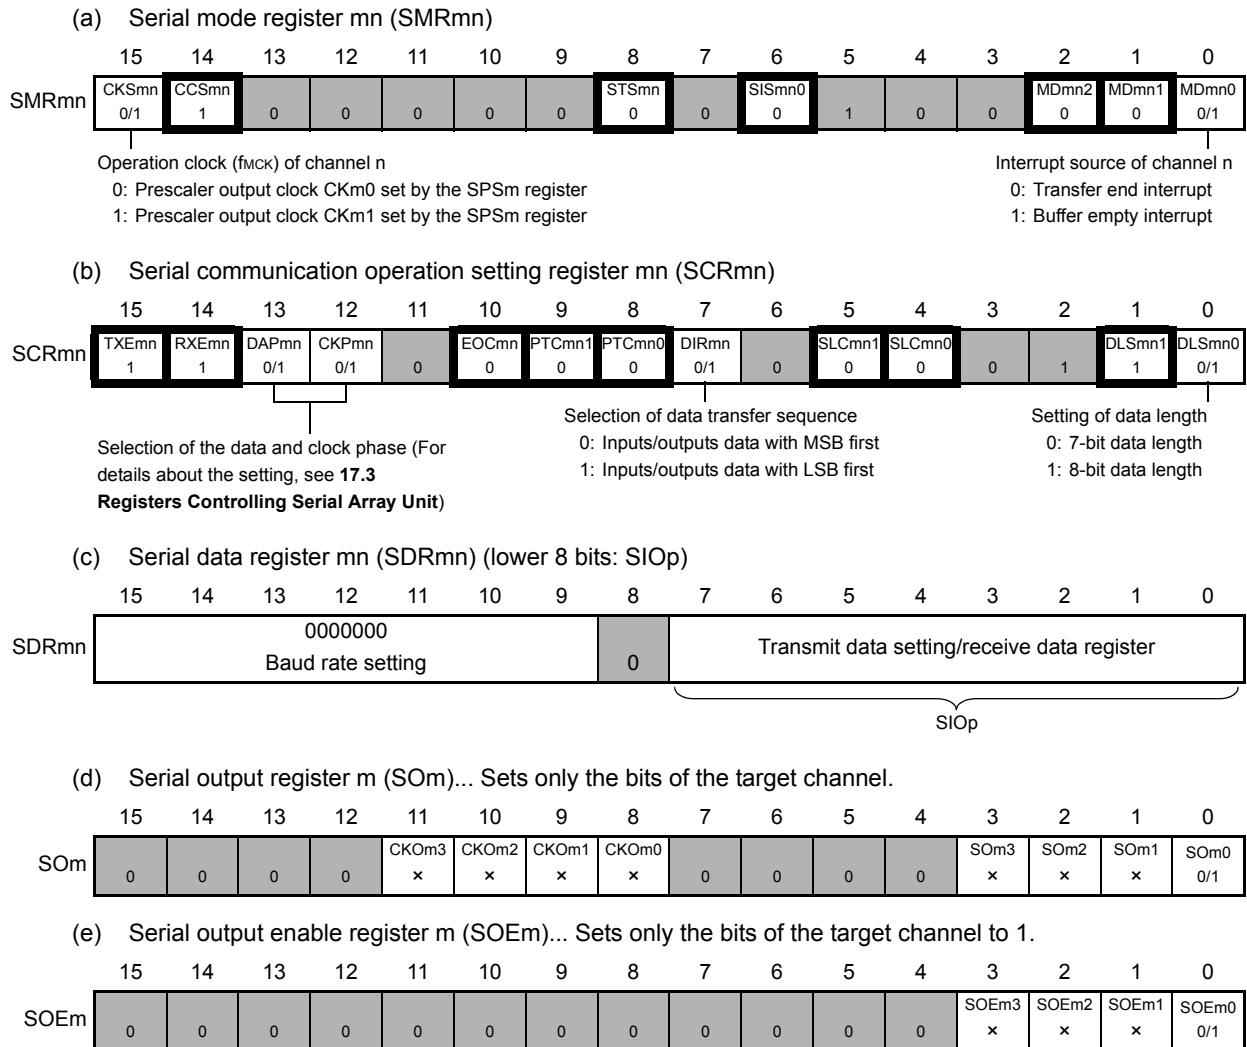 (a) Serial mode register mn (SMRmn)
15 14 13 12 11 10 9 8 7 6 5 4 3 2 1 0
SMRmn
CKSmn CCSmn STSmn SISmn0 MDmn2 MDmn1 MDmn0
0/1 1 0 0 0 0 0 0 0 0 1 0 0 0 0 0/1
Operation clock (fMCK) of channel n
0: Prescaler output clock CKm0 set by the SPSm register
1: Prescaler output clock CKm1 set by the SPSm register
Interrupt source of channel n
0: Transfer end interrupt
1: Buffer empty interrupt
(b) Serial communication operation setting register mn (SCRmn)
15 14 13 12 11 10 9 8 7 6 5 4 3 2 1 0
SCRmn
TXEmn RXEmn DAPmn CKPmn EOCmn PTCmn1 PTCmn0 DIRmn SLCmn1 SLCmn0 DLSmn1 DLSmn0
1 1 0/1 0/1 0 0 0 0 0/1 0 0 0 0 1 1 0/1
Selection of the data and clock phase (For
details about the setting, see 17.3
Registers Controlling Serial Array Unit)
Selection of data transfer sequence
0: Inputs/outputs data with MSB first
1: Inputs/outputs data with LSB first
Setting of data length
0: 7-bit data length
1: 8-bit data length
(c) Serial data register mn (SDRmn) (lower 8 bits: SIOp)
15 14 13 12 11 10 9 8 7 6 5 4 3 2 1 0
SDRmn
0000000
Baud rate setting
0
Transmit data setting/receive data register
SIOp
(d) Serial output register m (SOm)... Sets only the bits of the target channel.
15 14 13 12 11 10 9 8 7 6 5 4 3 2 1 0
SOm
CKOm3 CKOm2 CKOm1 CKOm0 SOm3 SOm2 SOm1 SOm0
0 0 0 0 × × × × 0 0 0 0 × × × 0/1
(e) Serial output enable register m (SOEm)... Sets only the bits of the target channel to 1.
15 14 13 12 11 10 9 8 7 6 5 4 3 2 1 0
SOEm
SOEm3 SOEm2 SOEm1 SOEm0
0 0 0 0 0 0 0 0 0 0 0 0 × × × 0/1